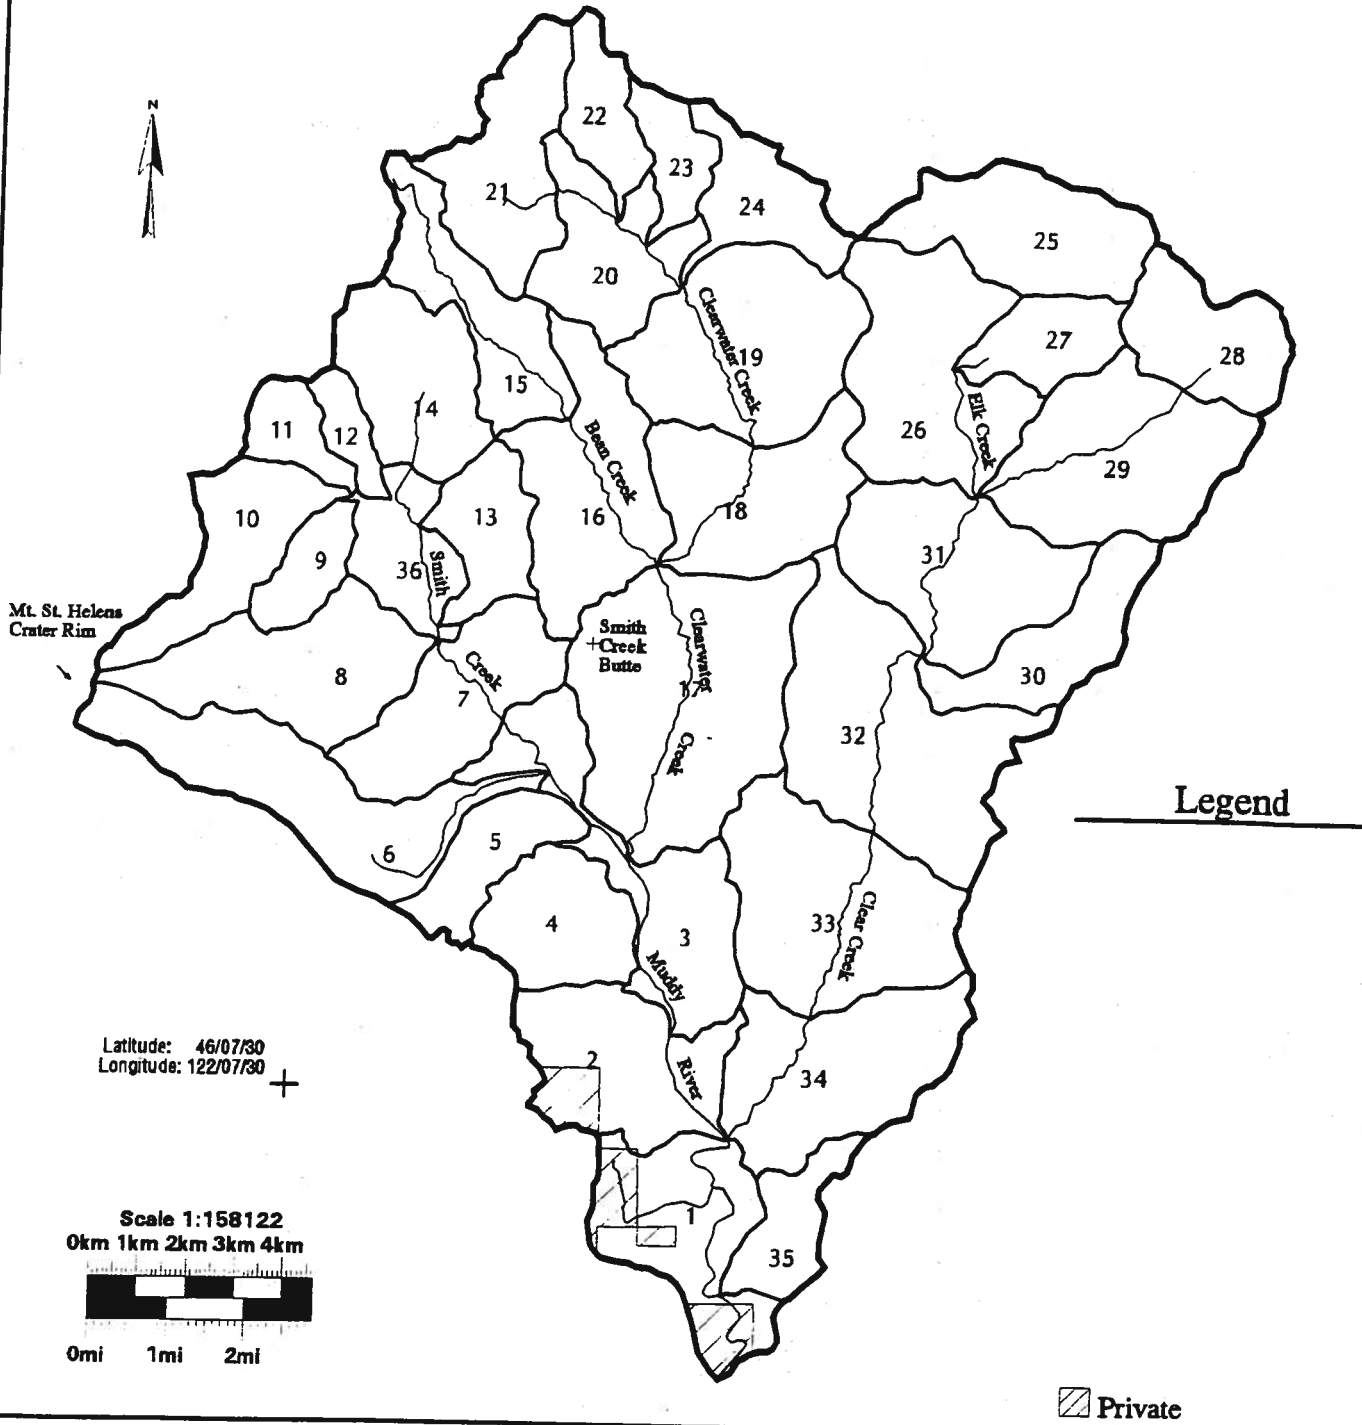 N
22
23
21
24
25
20
27
28
Clearwater Creek
19
15
14
Elk Creek
26
11
12
Bean Creek
29
10
13
16
18
9
36
Smith
31
Mt. St. Helens
Crater Rim
Smith
Creek
Butte
Clearwater
Creek
8
7
17
30
32
Creek
Legend
5
6
4
3
33
Clear Creek
Muddy
Latitude: 46/07/30
Longitude: 122/07/30
2
River
34
1
Scale 1:158122
0km 1km 2km 3km 4km
35
0mi 1mi 2mi
Private